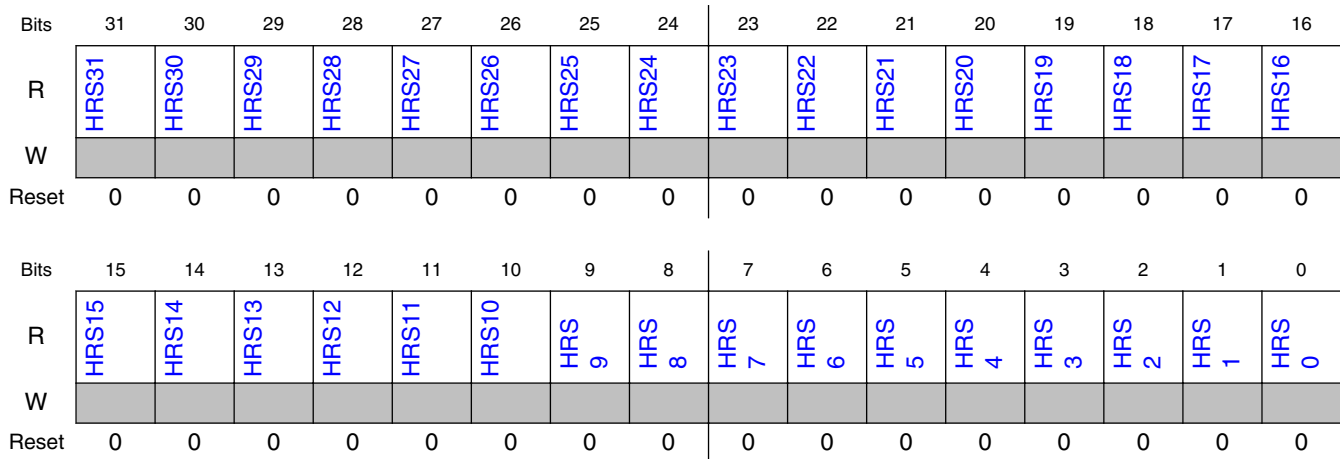 Bits 31 30 29 28 27 26 25 24 23 22 21 20 19 18 17 16
R HRS31 HRS30 HRS29 HRS28 HRS27 HRS26 HRS25 HRS24 HRS23 HRS22 HRS21 HRS20 HRS19 HRS18 HRS17 HRS16
W
Reset 0 0 0 0 0 0 0 0 0 0 0 0 0 0 0 0
Bits 15 14 13 12 11 10 9 8 7 6 5 4 3 2 1 0
R HRS15 HRS14 HRS13 HRS12 HRS11 HRS10 HRS 9 HRS 8 HRS 7 HRS 6 HRS 5 HRS 4 HRS 3 HRS 2 HRS 1 HRS 0
W
Reset 0 0 0 0 0 0 0 0 0 0 0 0 0 0 0 0